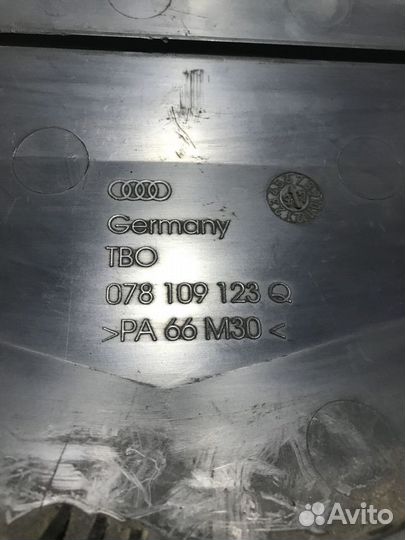 Germany
TBO
078 109 123 Q
>PA 66 M30<
Avito